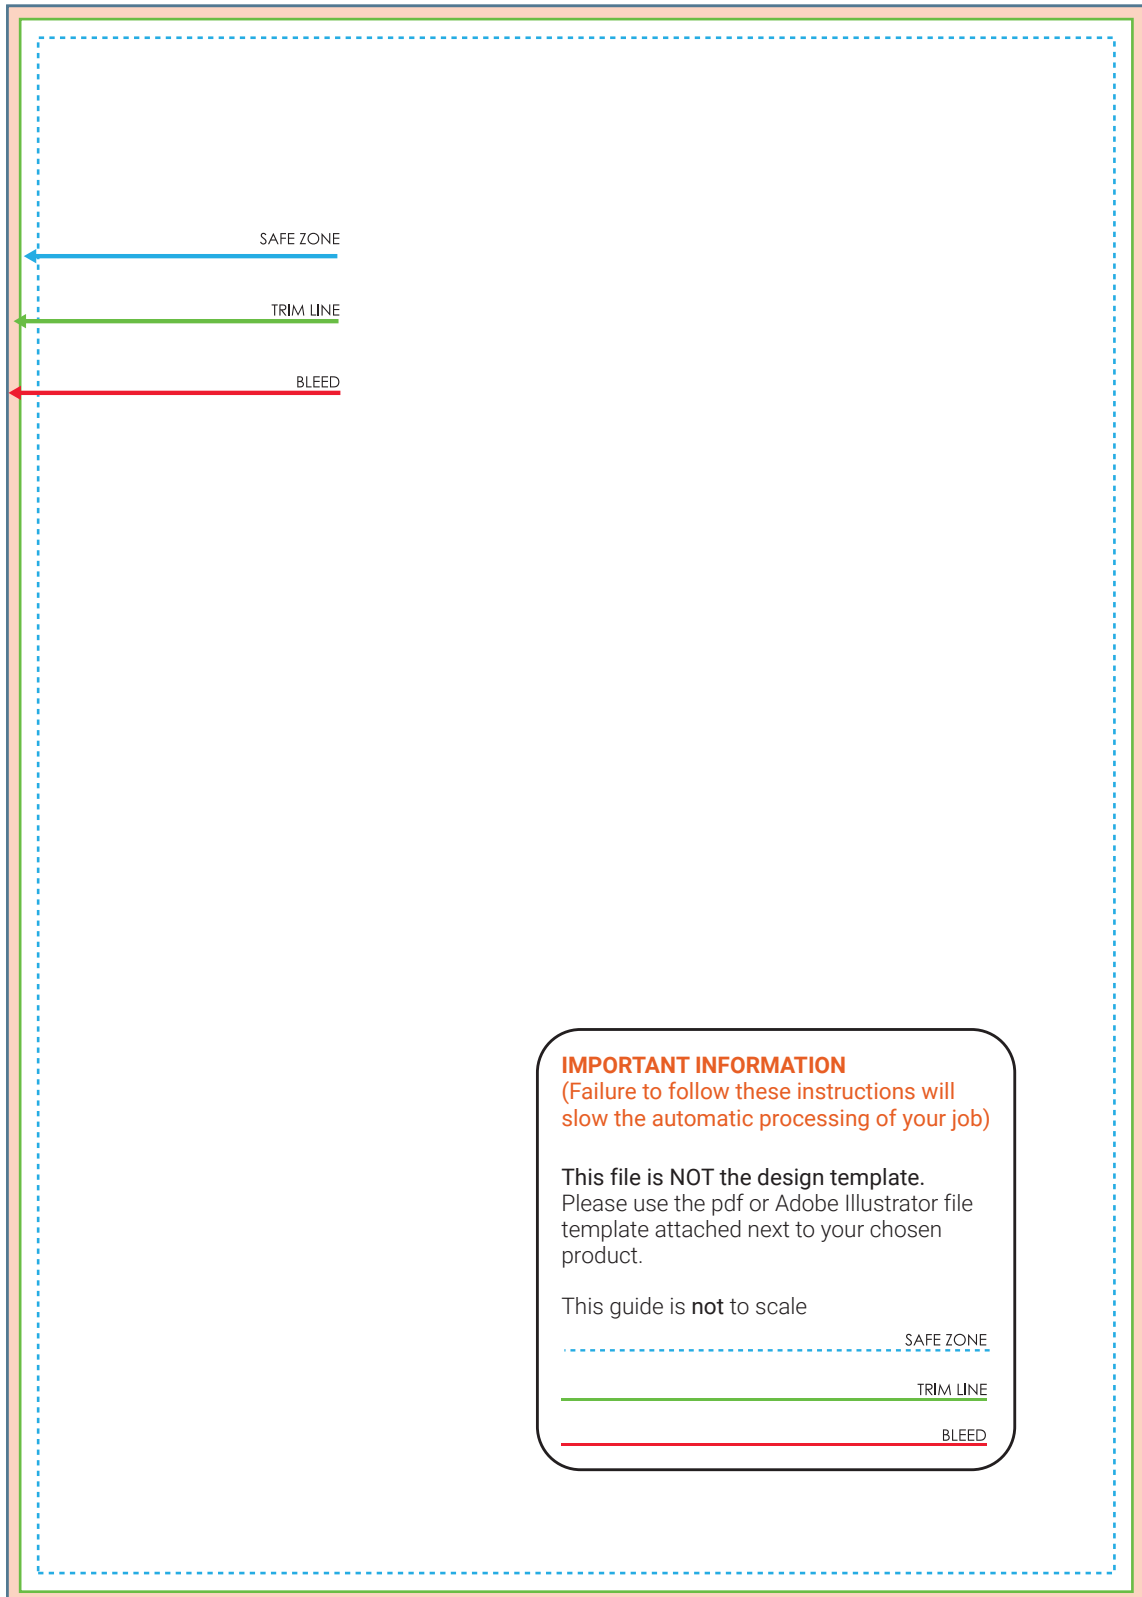 SAFE ZONE
TRIM LINE
BLEED
IMPORTANT INFORMATION
(Failure to follow these instructions will
slow the automatic processing of your job)
This file is NOT the design template.
Please use the pdf or Adobe Illustrator file
template attached next to your chosen
product.
This guide is not to scale
SAFE ZONE
TRIM LINE
BLEED